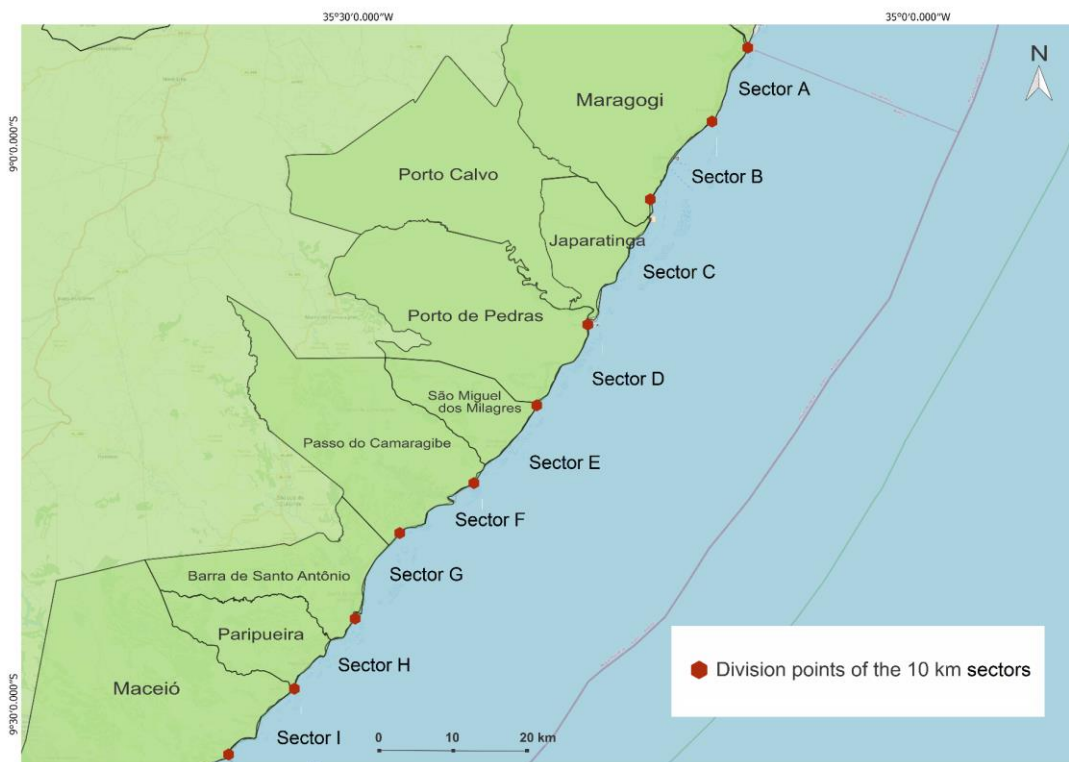 35°30'0.000"W
35°0'0.000"W
N
Maragogi
Sector A
9°0'0.000"S
Porto Calvo
Sector B
Japaratinga
Sector C
Porto de Pedras
Sector D
São Miguel
dos Milagres
Passo do Camaragibe
Sector E
Sector F
Barra de Santo Antônio
Sector G
Paripueira
Sector H
Division points of the 10 km sectors
Maceió
9°30'0.000"S
Sector I
0
10
20 km